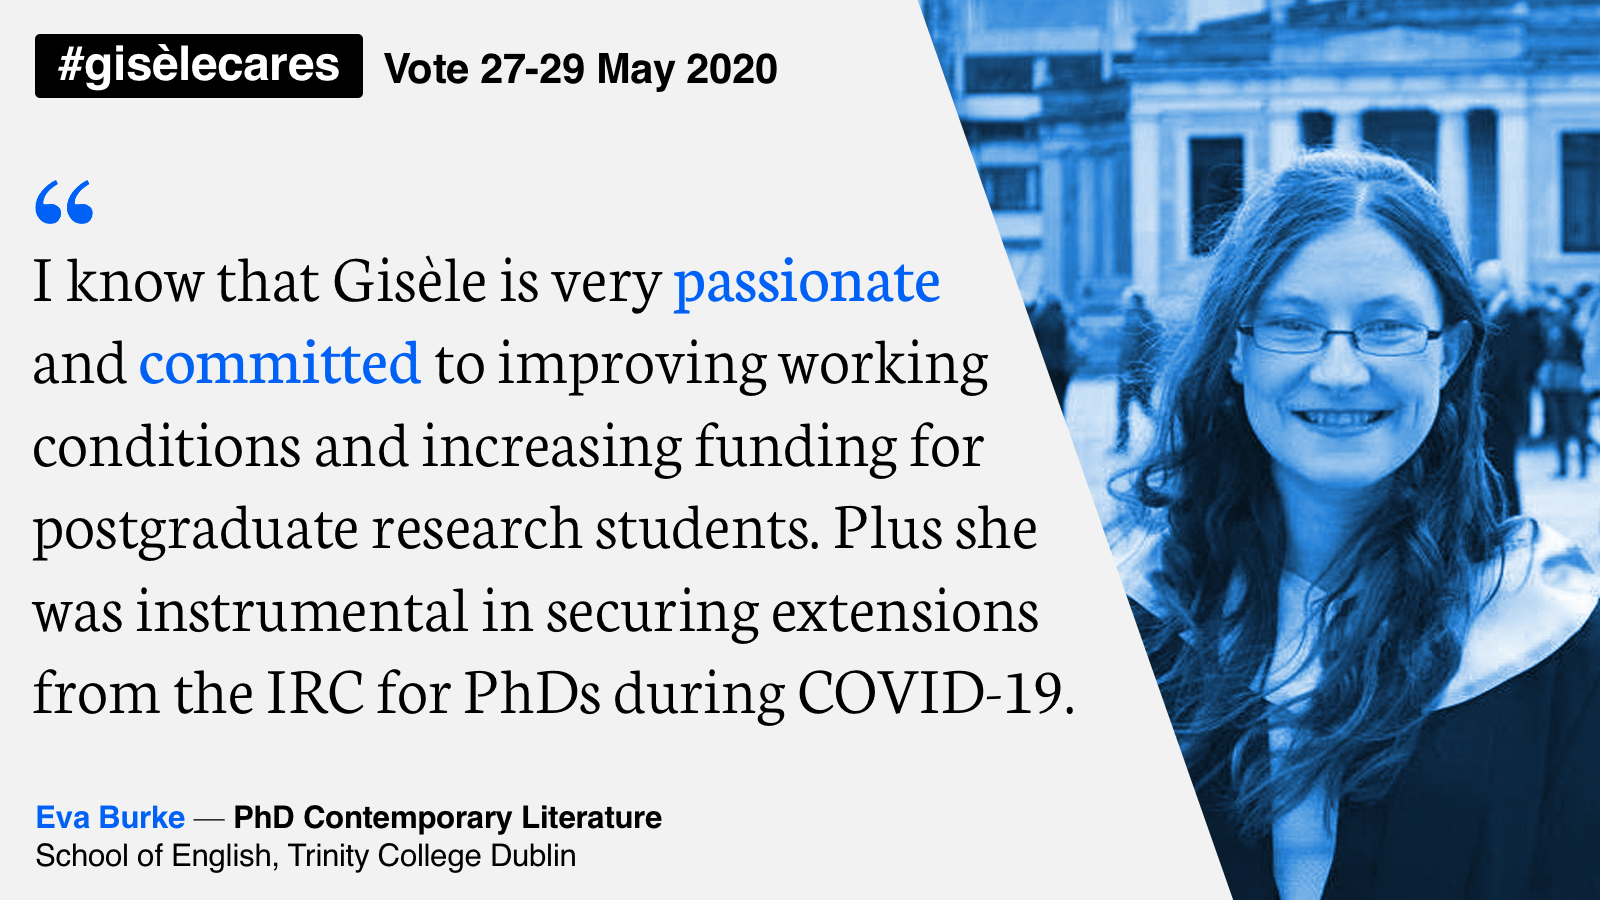 #gisèlecares Vote 27-29 May 2020
“
I know that Gisèle is very passionate
and committed to improving working
conditions and increasing funding for
postgraduate research students. Plus she
was instrumental in securing extensions
from the IRC for PhDs during COVID-19.
Eva Burke — PhD Contemporary Literature
School of English, Trinity College Dublin